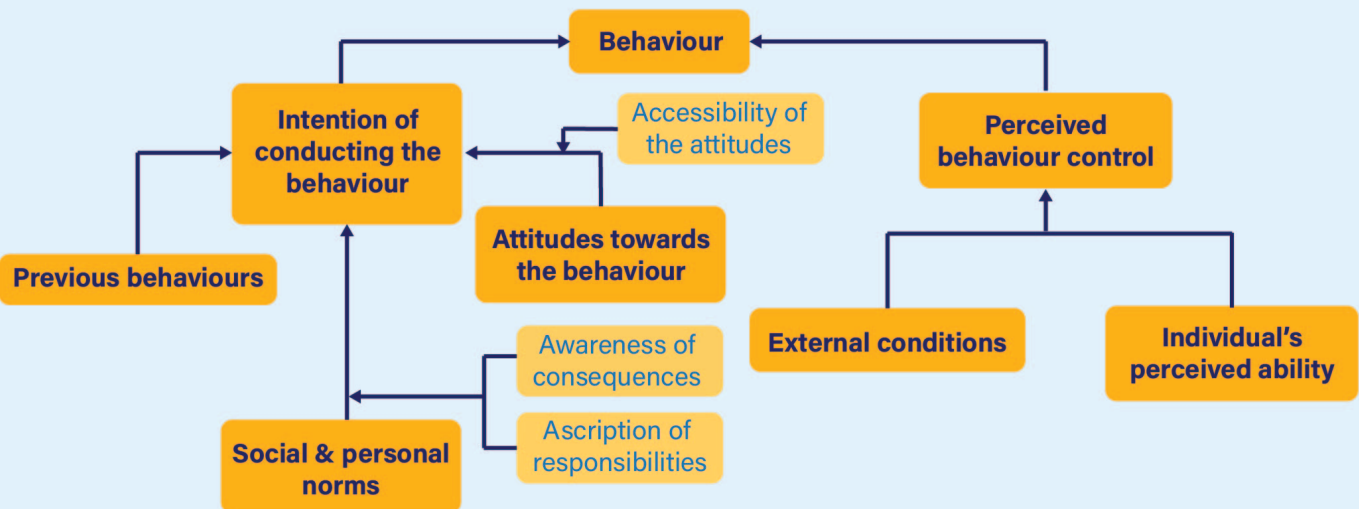 Behaviour
Intention of
conducting the
behaviour
Accessibility of
the attitudes
Perceived
behaviour control
Previous behaviours
Attitudes towards
the behaviour
External conditions
Individual’s
perceived ability
Awareness of
consequences
Ascription of
responsibilities
Social & personal
norms